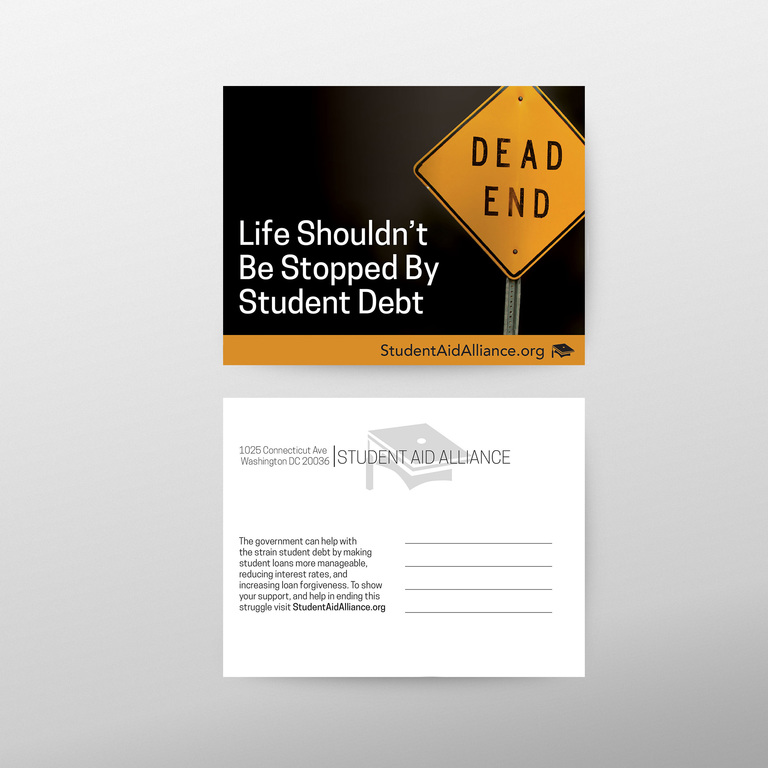 DEAD
END
Life Shouldn't
Be Stopped By
Student Debt
StudentAidAlliance.org
1025 Connecticut Ave
Washington DC 20036
STUDENT AID ALLIANCE
The government can help with
the strain student debt by making
student loans more manageable,
reducing interest rates, and
increasing loan forgiveness. To show
your support, and help in ending this
struggle visit StudentAidAlliance.org